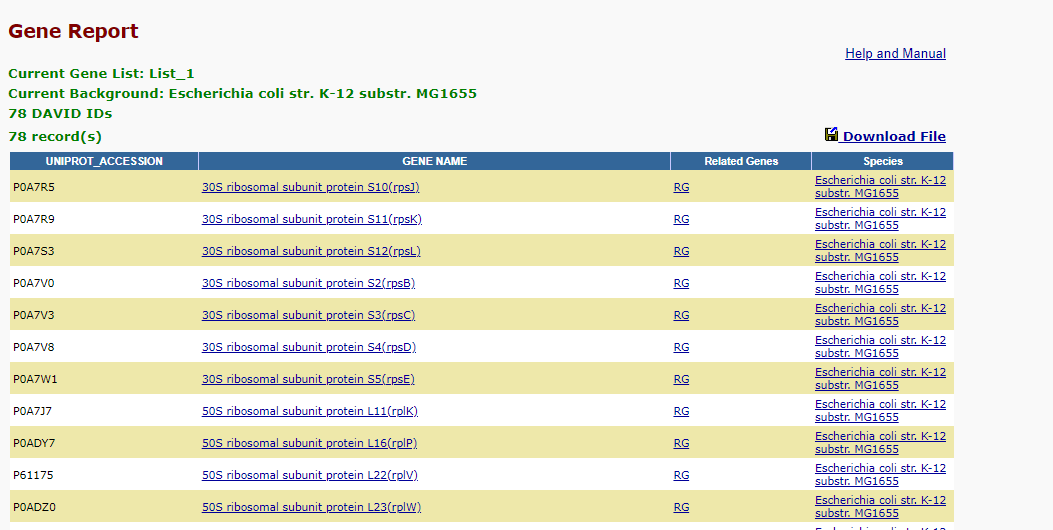 Gene Report
Help and Manual
Current Gene List: List_1
Current Background: Escherichia coli str. K-12 substr. MG1655
78 DAVID IDs
78 record(s)
Download File
UNIPROT_ACCESSION GENE NAME Related Genes Species
P0A7R5 30S ribosomal subunit protein S10(rpsJ) RG Escherichia coli str. K-12
substr. MG1655
P0A7R9 30S ribosomal subunit protein S11(rpsK) RG Escherichia coli str. K-12
substr. MG1655
P0A7S3 30S ribosomal subunit protein S12(rpsL) RG Escherichia coli str. K-12
substr. MG1655
P0A7V0 30S ribosomal subunit protein S2(rpsB) RG Escherichia coli str. K-12
substr. MG1655
P0A7V3 30S ribosomal subunit protein S3(rpsC) RG Escherichia coli str. K-12
substr. MG1655
P0A7V8 30S ribosomal subunit protein S4(rpsD) RG Escherichia coli str. K-12
substr. MG1655
P0A7W1 30S ribosomal subunit protein S5(rpsE) RG Escherichia coli str. K-12
substr. MG1655
P0A7J7 50S ribosomal subunit protein L11(rplK) RG Escherichia coli str. K-12
substr. MG1655
P0ADY7 50S ribosomal subunit protein L16(rplP) RG Escherichia coli str. K-12
substr. MG1655
P61175 50S ribosomal subunit protein L22(rplV) RG Escherichia coli str. K-12
substr. MG1655
P0ADZ0 50S ribosomal subunit protein L23(rplW) RG Escherichia coli str. K-12
substr. MG1655